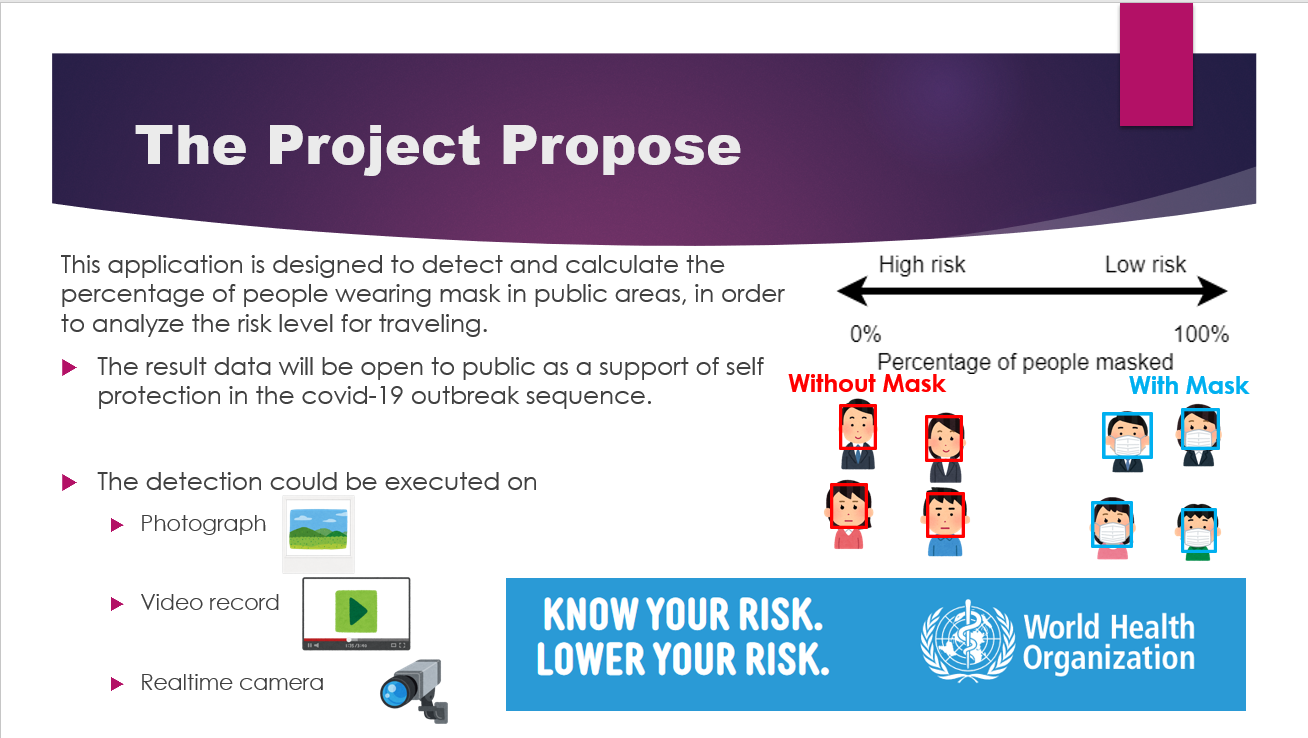 The Project Propose
This application is designed to detect and calculate the
percentage of people wearing mask in public areas, in order
to analyze the risk level for traveling.
The result data will be open to public as a support of self
protection in the covid-19 outbreak sequence.
The detection could be executed on
Photograph
Video record
Realtime camera
High risk
Low risk
0%
100%
Percentage of people masked
Without Mask
With Mask
KNOW YOUR RISK.
LOWER YOUR RISK.
World Health
Organization